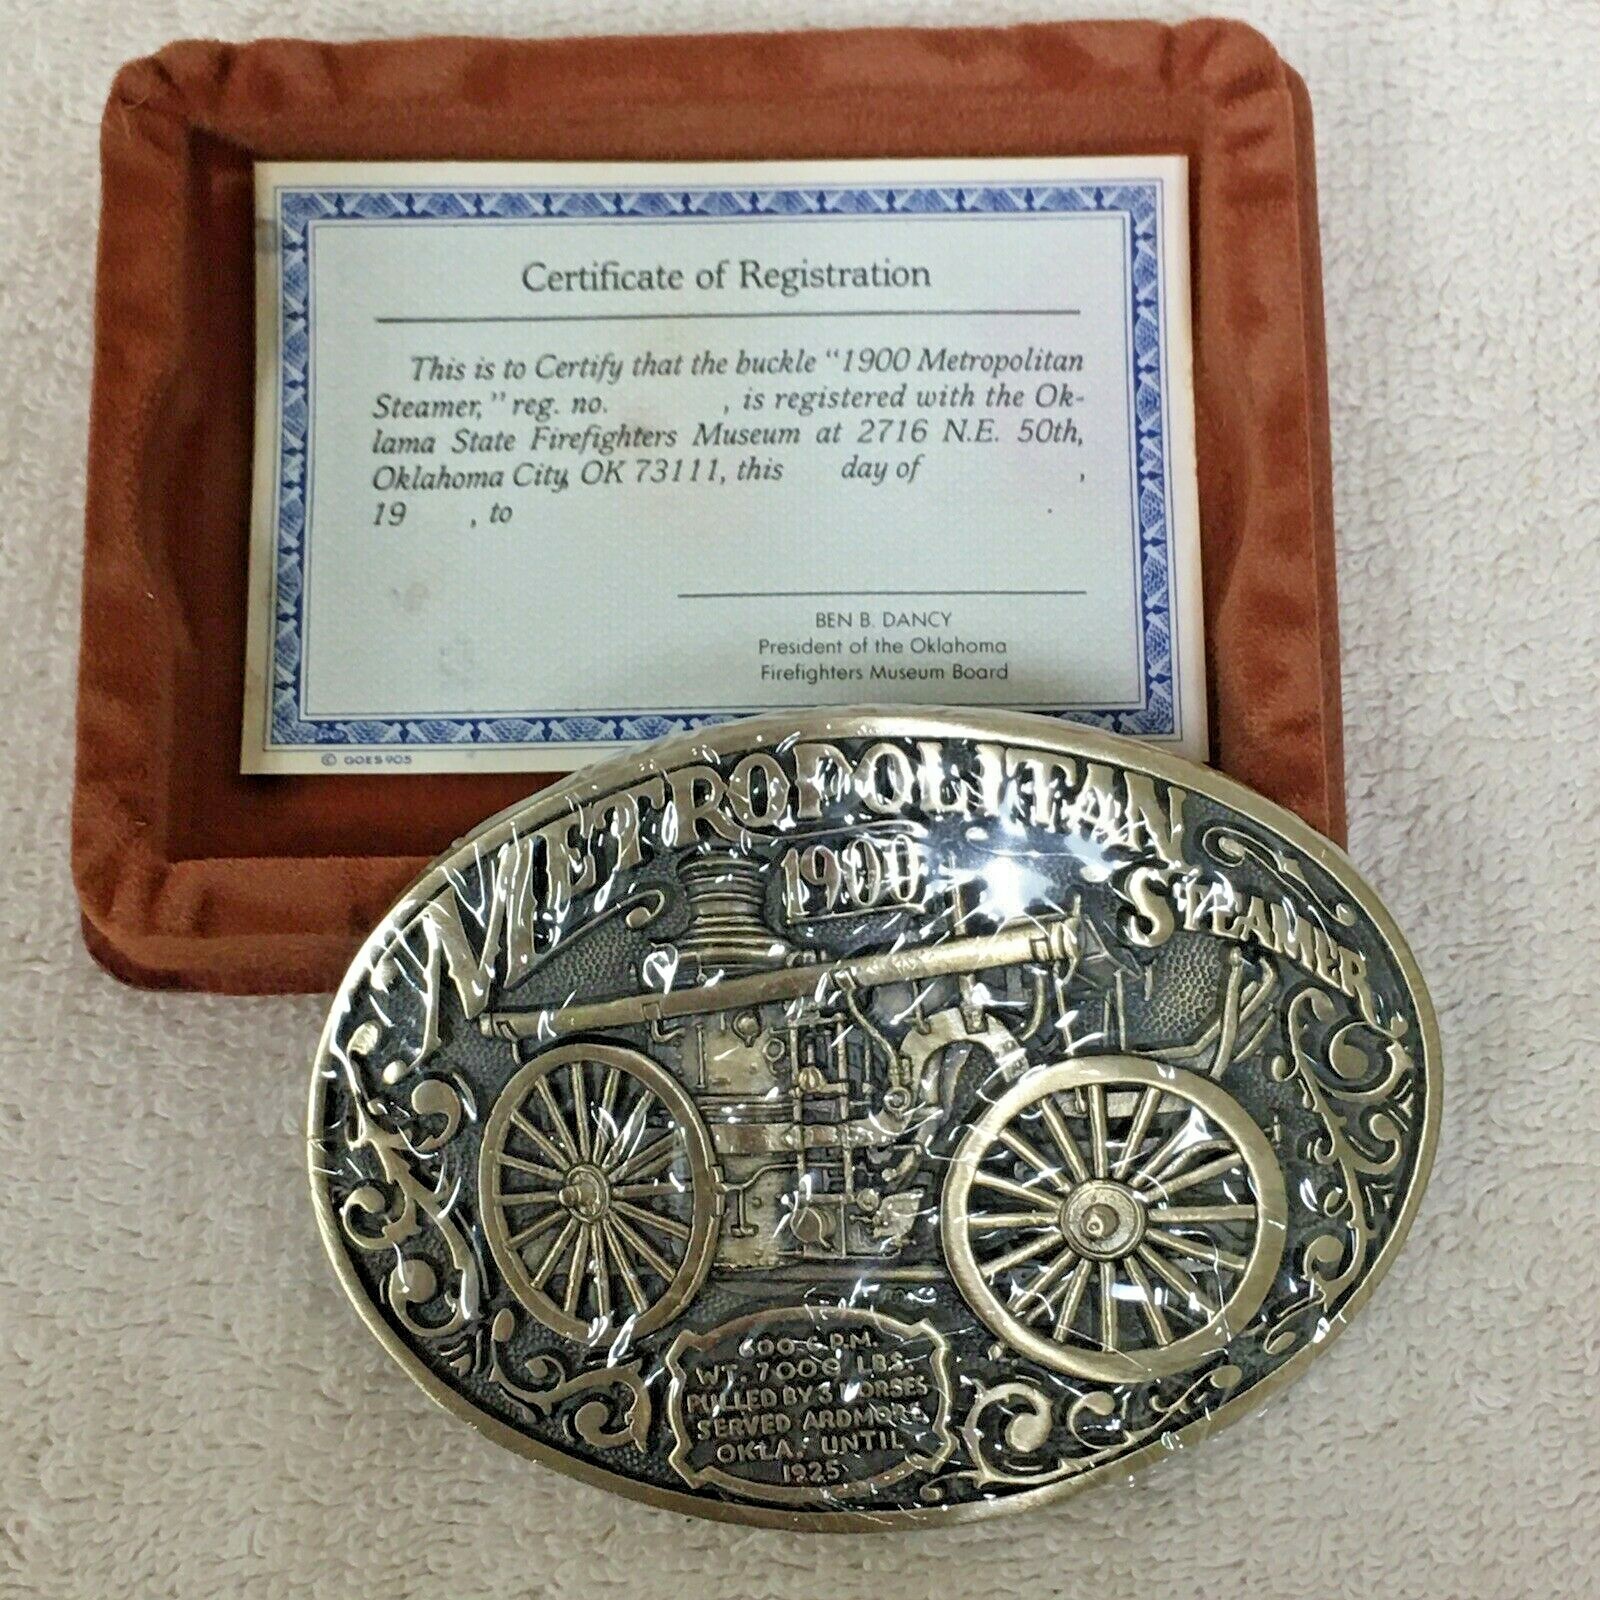 Certificate of Registration
This is to Certify that the buckle "1900 Metropolitan
Steamer," reg. no. , is registered with the Ok-
lama State Firefighters Museum at 2716 N.E. 50th,
Oklahoma City, OK 73111, this day of ,
19 , to .
BEN B. DANCY
President of the Oklahoma
Firefighters Museum Board
© GOES 905
METROPOLITAN
1900
STEAMER
600 G.P.M.
WT. 7000 LBS.
PULLED BY 3 HORSES
SERVED ARDMORE
OKLA. UNTIL
1925